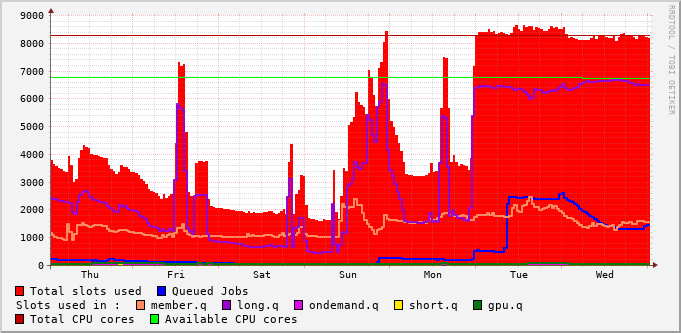 RRDTOOL / TOBI OETIKER
9000
8000
7000
6000
5000
4000
3000
2000
1000
0
Thu Fri Sat Sun Mon Tue Wed
Total slots used Queued Jobs
Slots used in : member.q long.q ondemand.q short.q gpu.q
Total CPU cores Available CPU cores